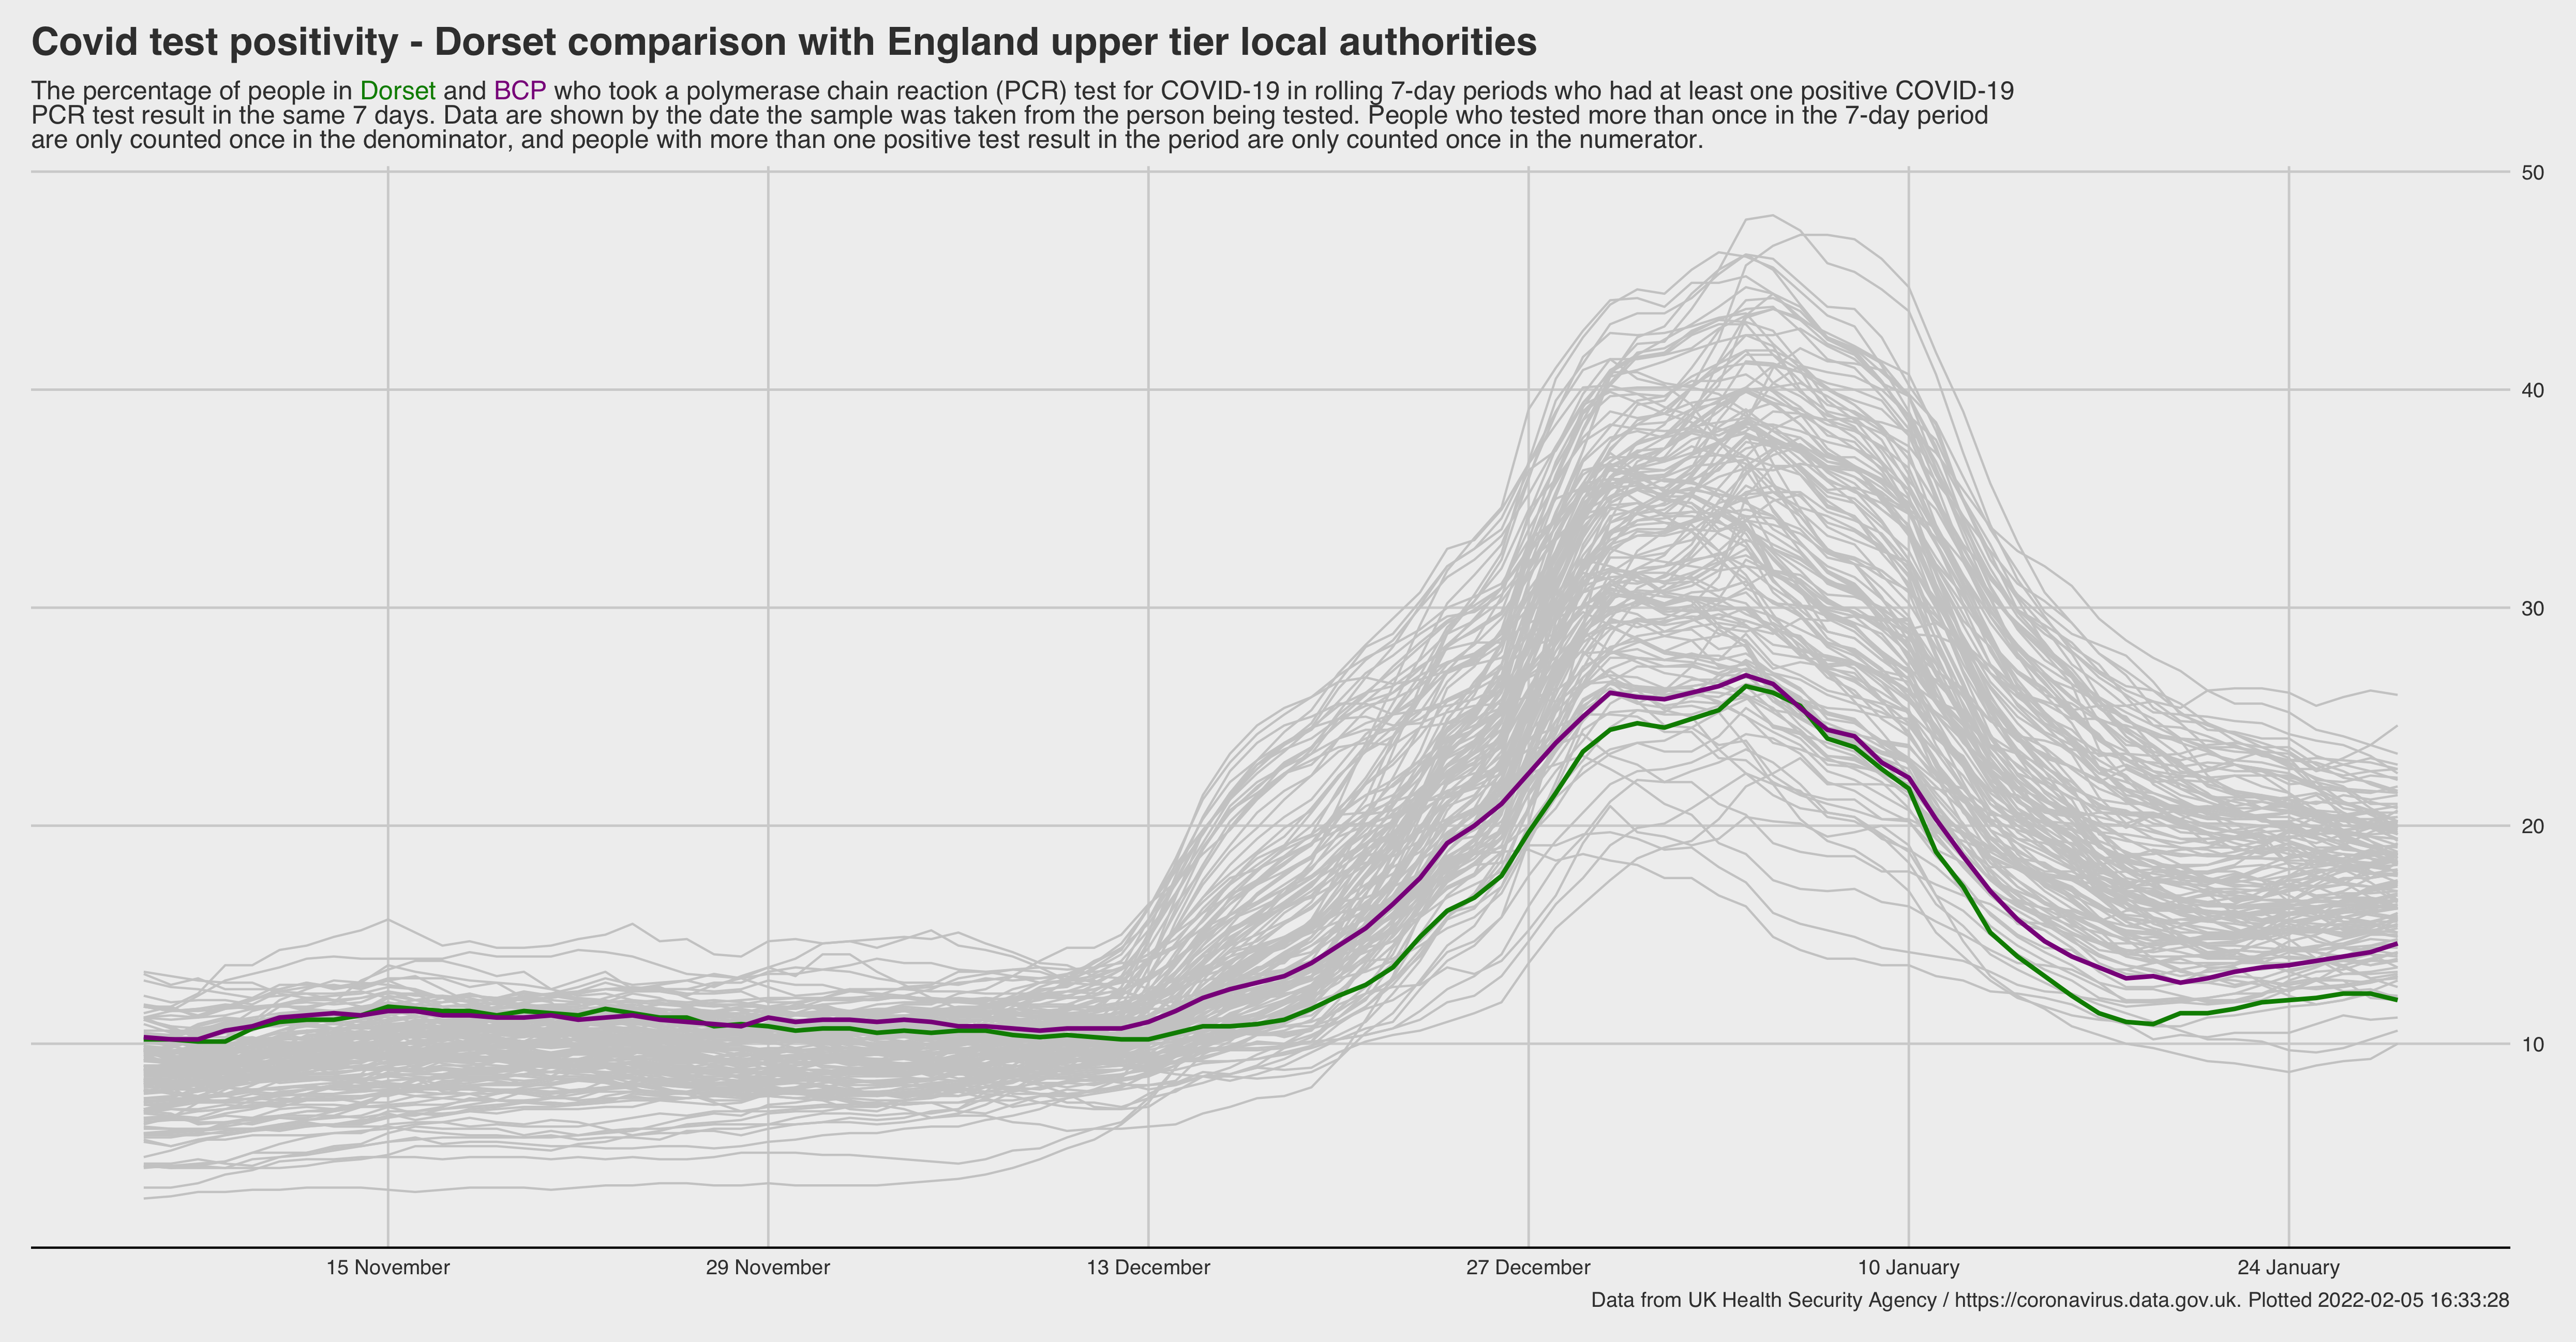 Covid test positivity - Dorset comparison with England upper tier local authorities
The percentage of people in Dorset and BCP who took a polymerase chain reaction (PCR) test for COVID-19 in rolling 7-day periods who had at least one positive COVID-19
PCR test result in the same 7 days. Data are shown by the date the sample was taken from the person being tested. People who tested more than once in the 7-day period
are only counted once in the denominator, and people with more than one positive test result in the period are only counted once in the numerator.
50
40
30
20
10
15 November 29 November 13 December 27 December 10 January 24 January
Data from UK Health Security Agency / https://coronavirus.data.gov.uk. Plotted 2022-02-05 16:33:28